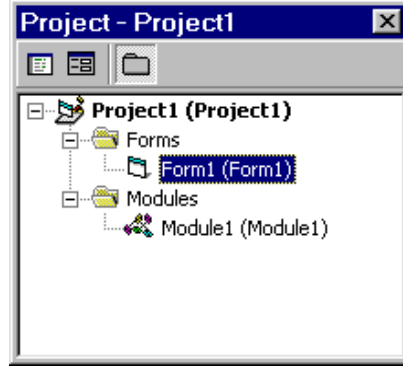 Project - Project1
Project1 (Project1)
Forms
Form1 (Form1)
Modules
Module1 (Module1)